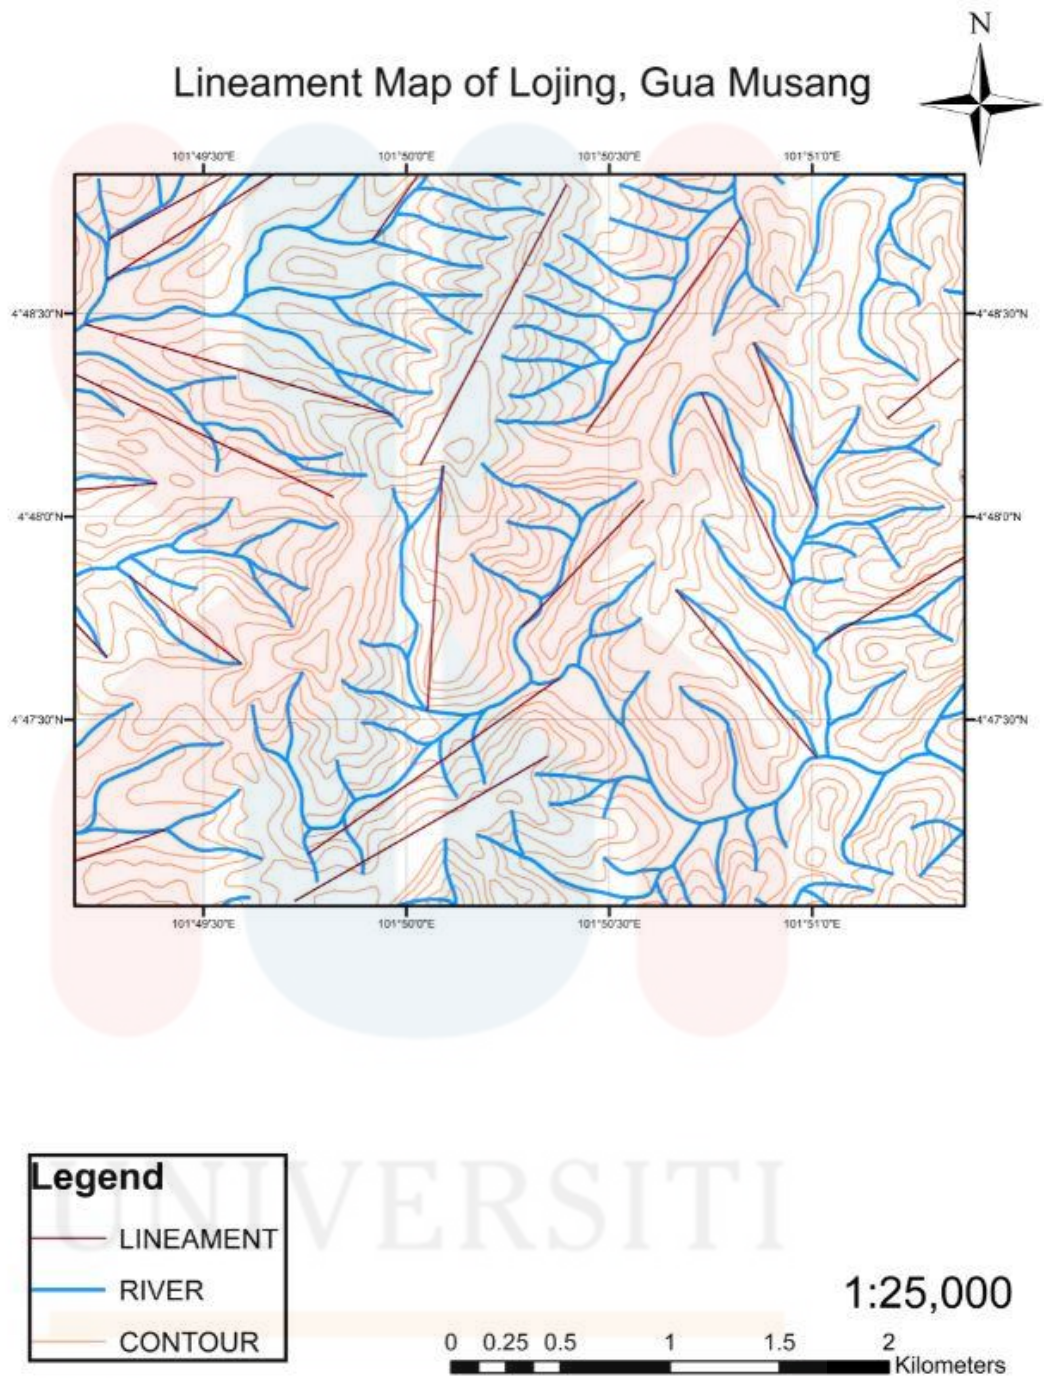 N
Lineament Map of Lojing, Gua Musang
101°49'30"E 101°50'0"E 101°50'30"E 101°51'0"E
4°48'30"N 4°48'30"N
4°48'0"N 4°48'0"N
4°47'30"N 4°47'30"N
101°49'30"E 101°50'0"E 101°50'30"E 101°51'0"E
UNIVERSITI
Legend
LINEAMENT
RIVER
CONTOUR
1:25,000
0 0.25 0.5 1 1.5 2
Kilometers